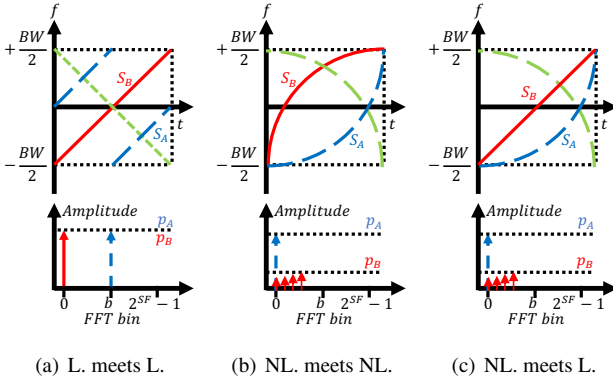 f
+ BW/2
S_B
t
S_A
− BW/2
Amplitude
p_A
p_B
0 b 2^SF − 1
FFT bin
(a) L. meets L.
f
+ BW/2
S_B
t
S_A
− BW/2
Amplitude
p_A
p_B
0 b 2^SF − 1
FFT bin
(b) NL. meets NL.
f
+ BW/2
S_B
t
S_A
− BW/2
Amplitude
p_A
p_B
0 b 2^SF − 1
FFT bin
(c) NL. meets L.